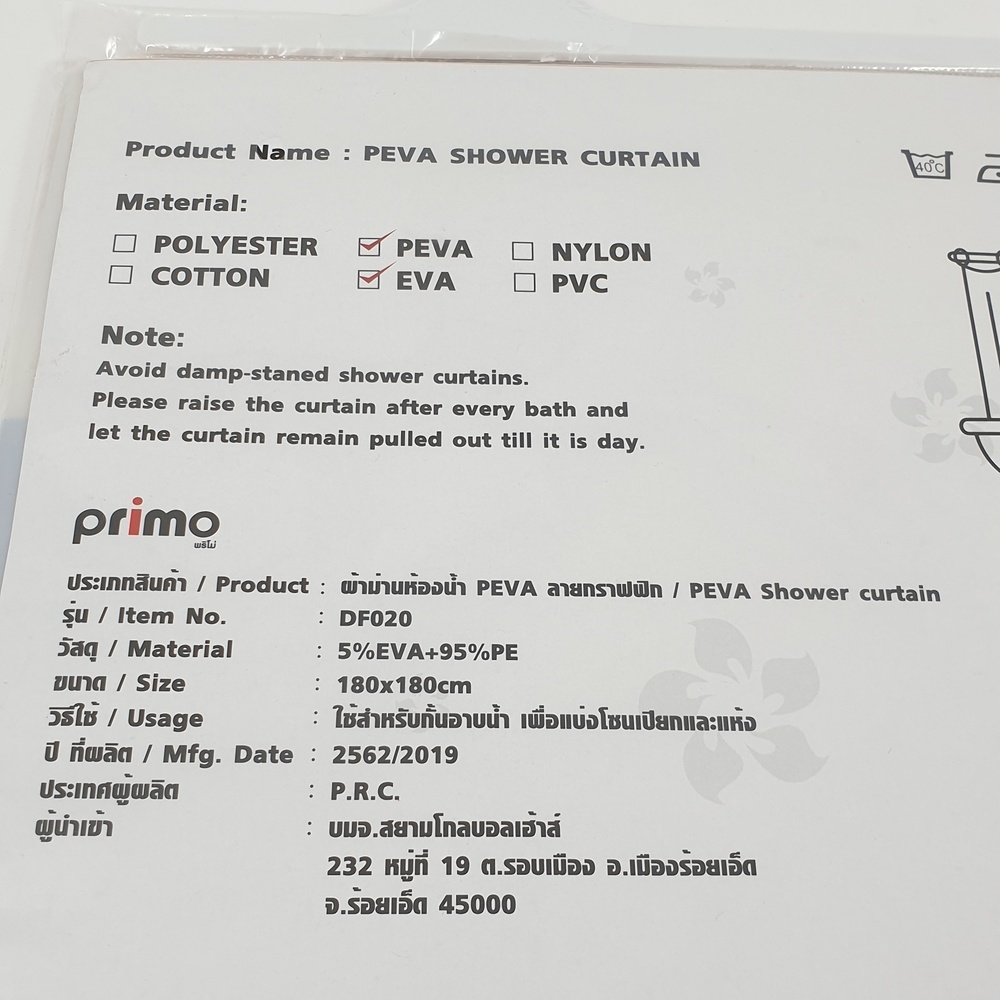 Product Name : PEVA SHOWER CURTAIN
40°C
Material:
POLYESTER PEVA NYLON
COTTON EVA PVC
Note:
Avoid damp-staned shower curtains.
Please raise the curtain after every bath and
let the curtain remain pulled out till it is day.
primo
พรีโม่
ประเภทสินค้า / Product : ผ้าม่านห้องน้ำ PEVA ลายกราฟฟิก / PEVA Shower curtain
รุ่น / Item No. : DF020
วัสดุ / Material : 5%EVA+95%PE
ขนาด / Size : 180x180cm
วิธีใช้ / Usage : ใช้สำหรับกั้นอาบน้ำ เพื่อแบ่งโซนเปียกและแห้ง
ปี ที่ผลิต / Mfg. Date : 2562/2019
ประเทศผู้ผลิต : P.R.C.
ผู้นำเข้า : บมจ.สยามโกลบอลเฮ้าส์
232 หมู่ที่ 19 ต.รอบเมือง อ.เมืองร้อยเอ็ด
จ.ร้อยเอ็ด 45000